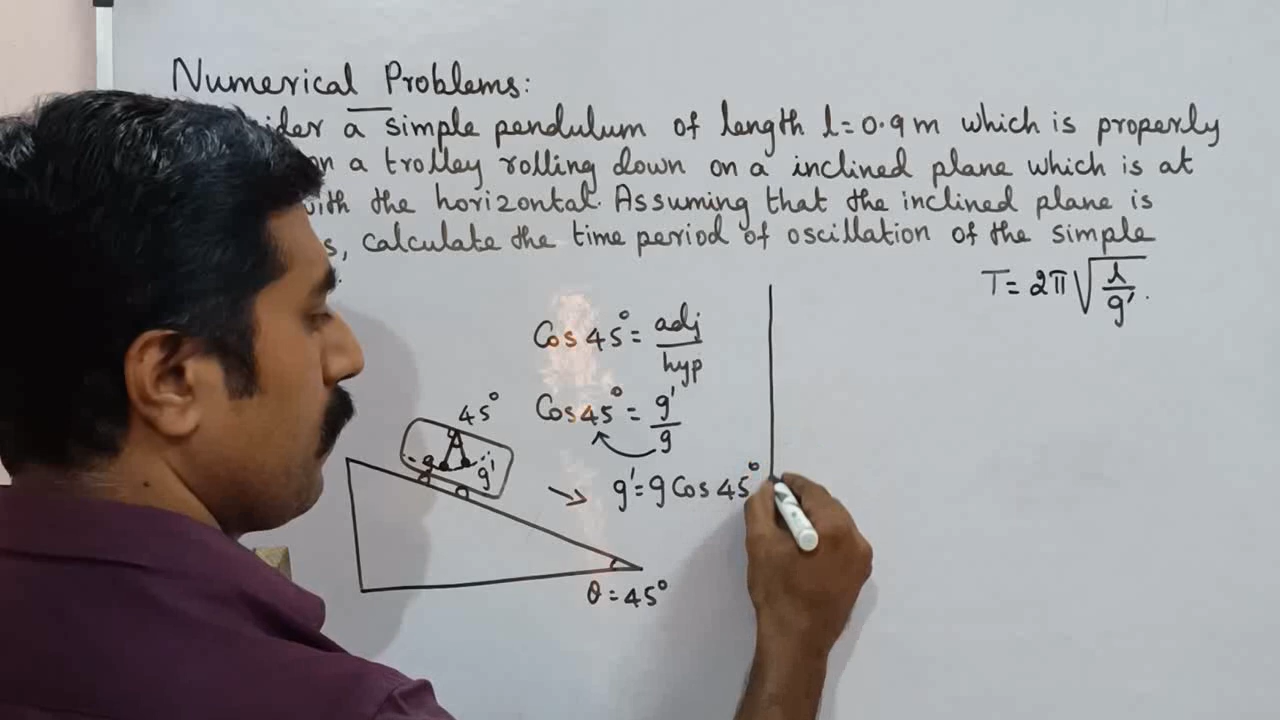 Numerical Problems:
a simple pendulum of length l=0.9m which is properly
on a trolley rolling down on a inclined plane which is at
with the horizontal. Assuming that the inclined plane is
calculate the time period of oscillation of the simple
T = 2π√(l/g')
Cos 45° = adj/hyp
Cos 45° = g'/g
→ g' = g Cos 45°
45°
g g'
θ = 45°